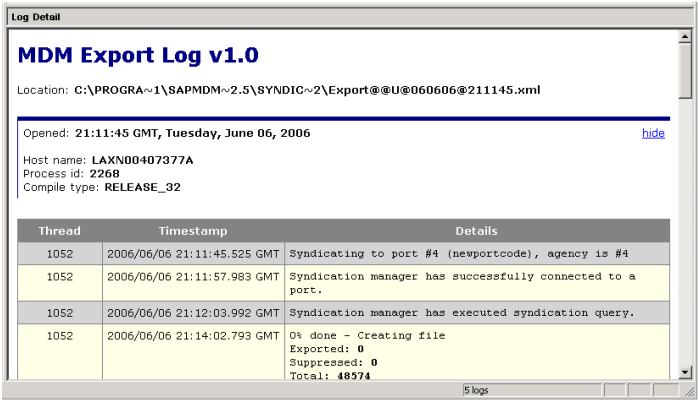 Log Detail
MDM Export Log v1.0
Location: C:\PROGRA~1\SAPMDM~2.5\SYNDIC~2\Export@@U@060606@211145.xml
Opened: 21:11:45 GMT, Tuesday, June 06, 2006 hide
Host name: LAXN00407377A
Process id: 2268
Compile type: RELEASE_32
Thread Timestamp Details
1052 2006/06/06 21:11:45.525 GMT Syndicating to port #4 (newportcode), agency is #4
1052 2006/06/06 21:11:57.983 GMT Syndication manager has successfully connected to a
port.
1052 2006/06/06 21:12:03.992 GMT Syndication manager has executed syndication query.
1052 2006/06/06 21:14:02.793 GMT 0% done - Creating file
Exported: 0
Suppressed: 0
Total: 48574
5 logs